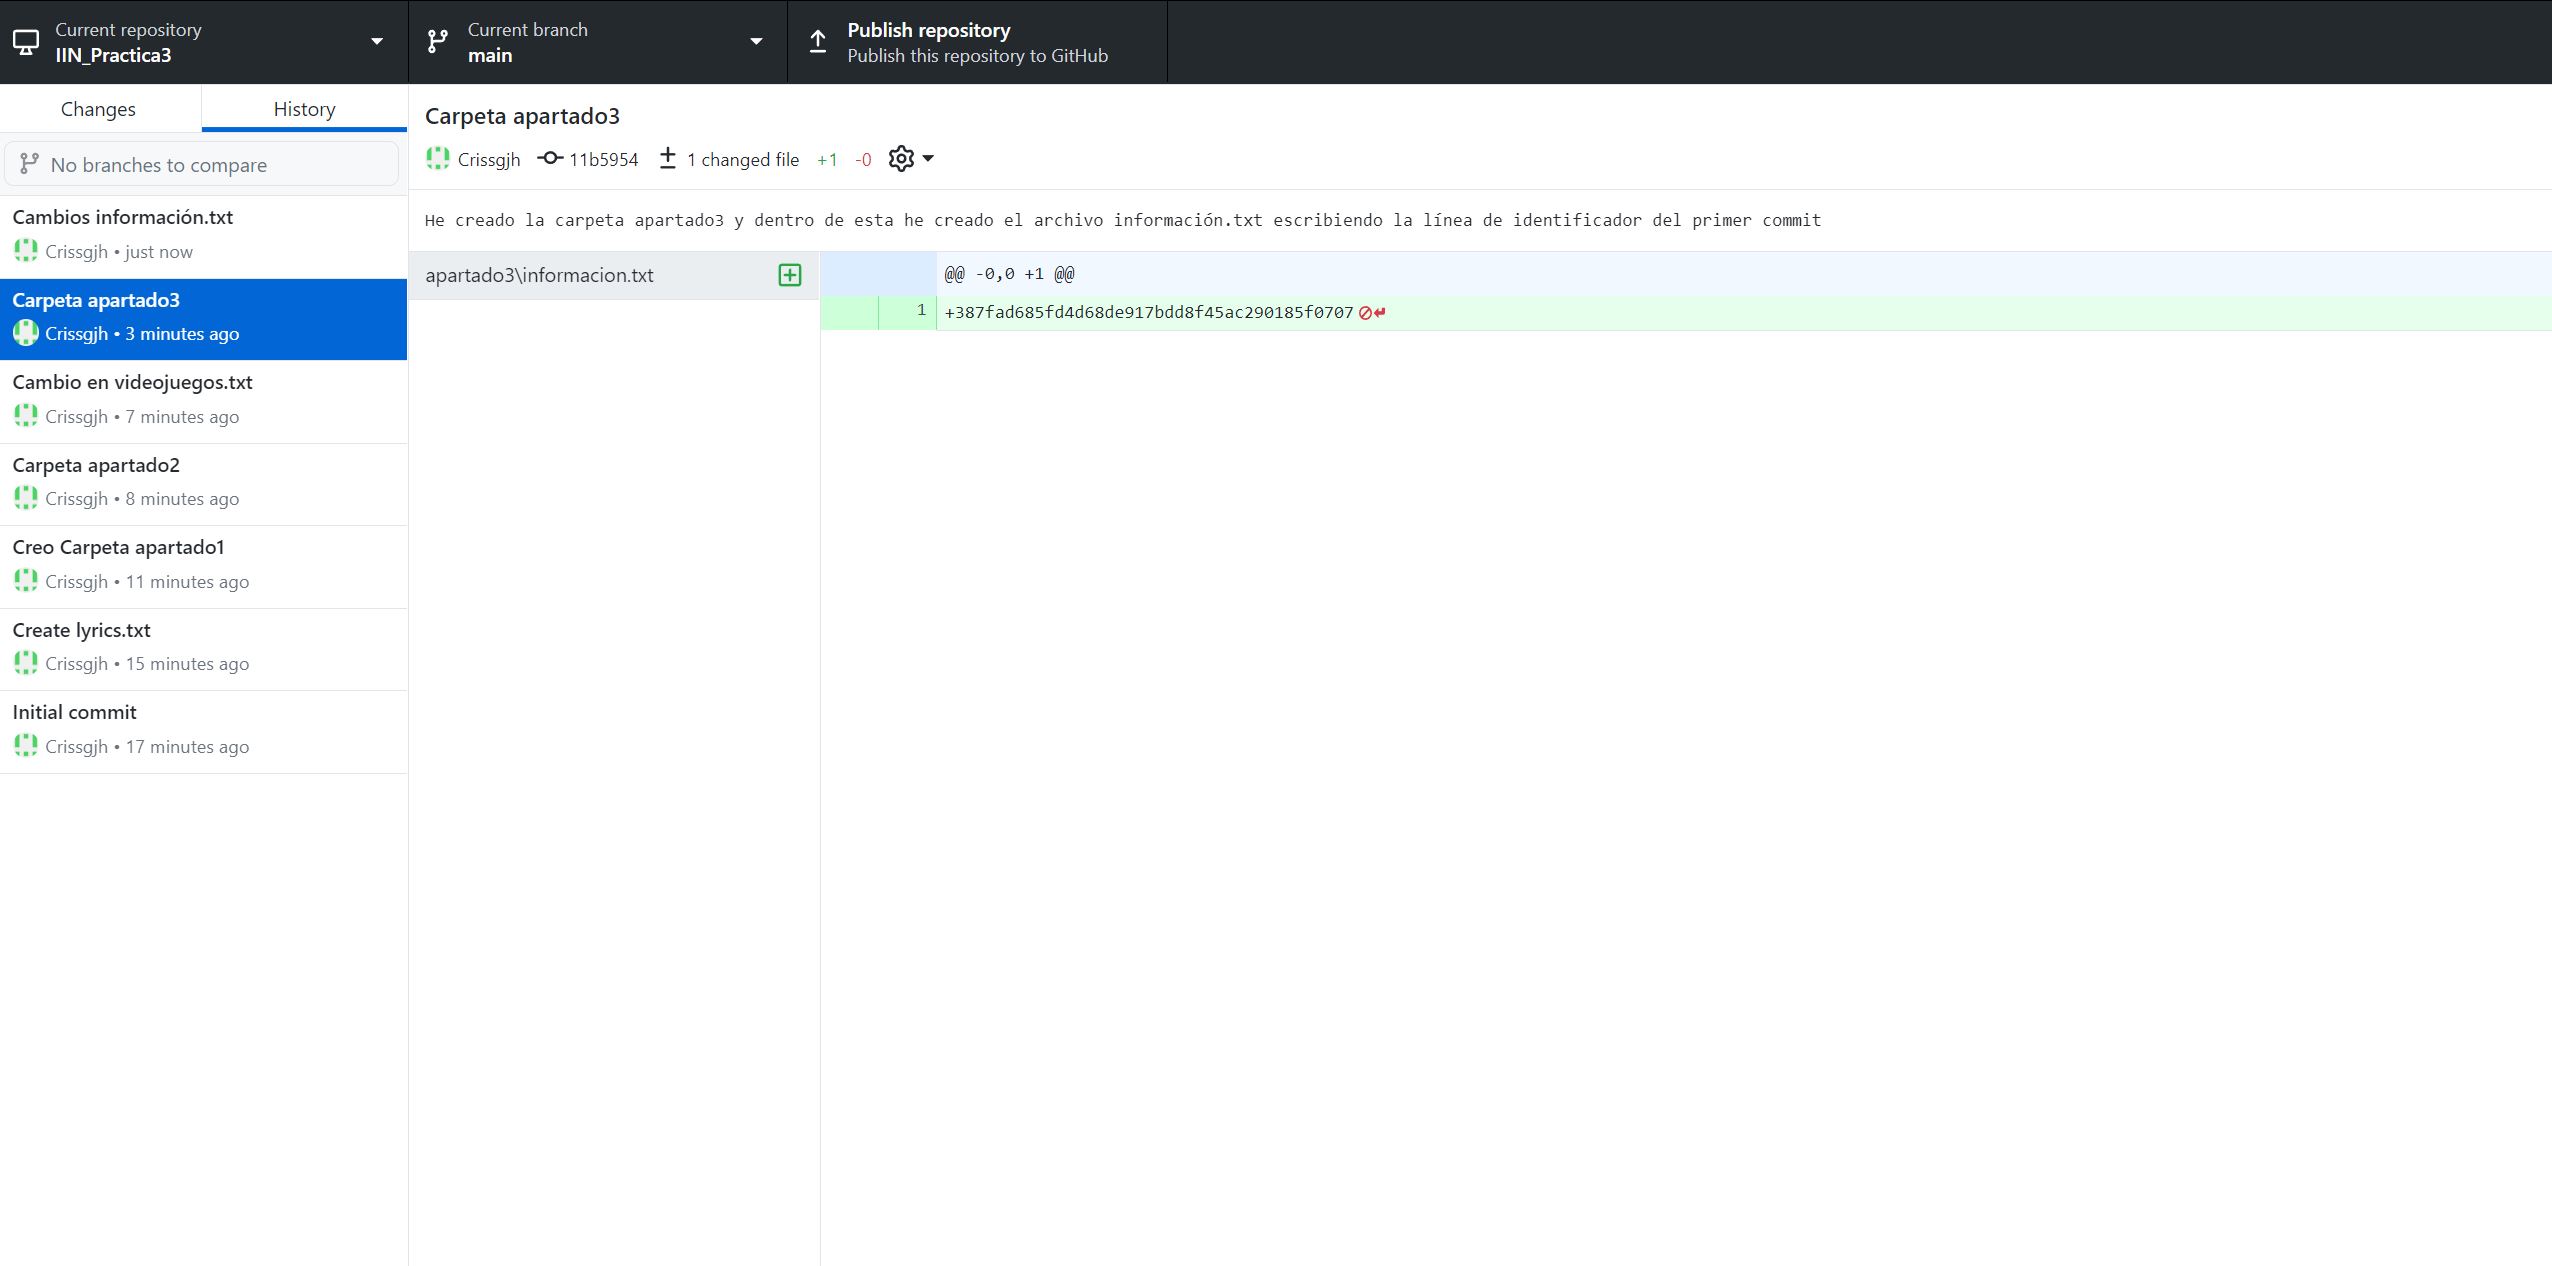 Current repository
IIN_Practica3
Current branch
main
Publish repository
Publish this repository to GitHub
Changes
History
No branches to compare
Cambios información.txt
Crissgjh • just now
Carpeta apartado3
Crissgjh • 3 minutes ago
Cambio en videojuegos.txt
Crissgjh • 7 minutes ago
Carpeta apartado2
Crissgjh • 8 minutes ago
Creo Carpeta apartado1
Crissgjh • 11 minutes ago
Create lyrics.txt
Crissgjh • 15 minutes ago
Initial commit
Crissgjh • 17 minutes ago
Carpeta apartado3
Crissgjh 11b5954 1 changed file +1 -0
He creado la carpeta apartado3 y dentro de esta he creado el archivo información.txt escribiendo la línea de identificador del primer commit
apartado3\informacion.txt
@@ -0,0 +1 @@
1 +387fad685fd4d68de917bdd8f45ac290185f0707